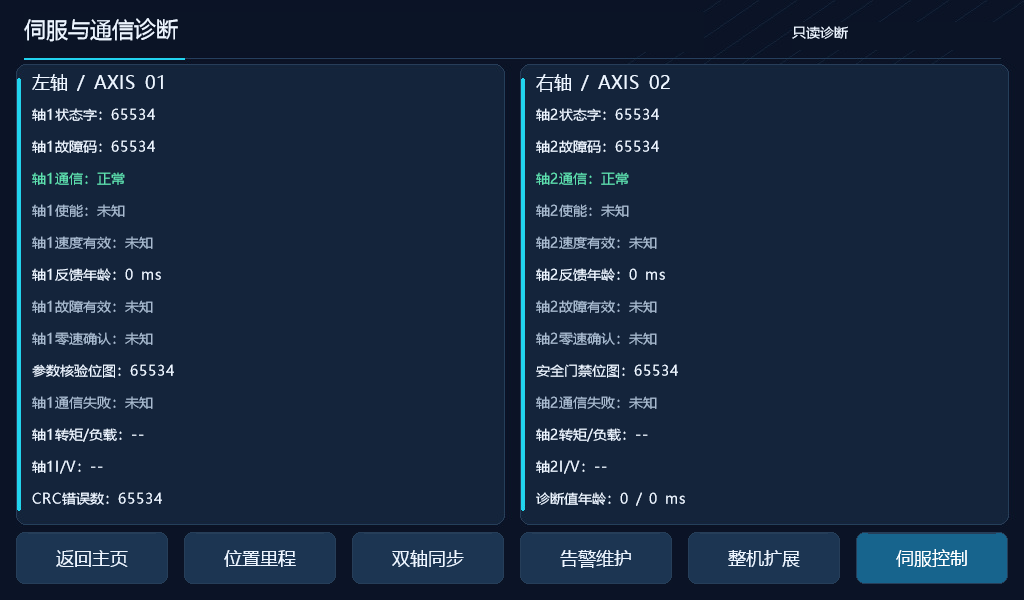 伺服与通信诊断
只读诊断
左轴 / AXIS 01
轴1状态字：65534
轴1故障码：65534
轴1通信：正常
轴1使能：未知
轴1速度有效：未知
轴1反馈年龄：0 ms
轴1故障有效：未知
轴1零速确认：未知
参数核验位图：65534
轴1通信失败：未知
轴1转矩/负载：--
轴1I/V：--
CRC错误数：65534
右轴 / AXIS 02
轴2状态字：65534
轴2故障码：65534
轴2通信：正常
轴2使能：未知
轴2速度有效：未知
轴2反馈年龄：0 ms
轴2故障有效：未知
轴2零速确认：未知
安全门禁位图：65534
轴2通信失败：未知
轴2转矩/负载：--
轴2I/V：--
诊断值年龄：0 / 0 ms
返回主页
位置里程
双轴同步
告警维护
整机扩展
伺服控制